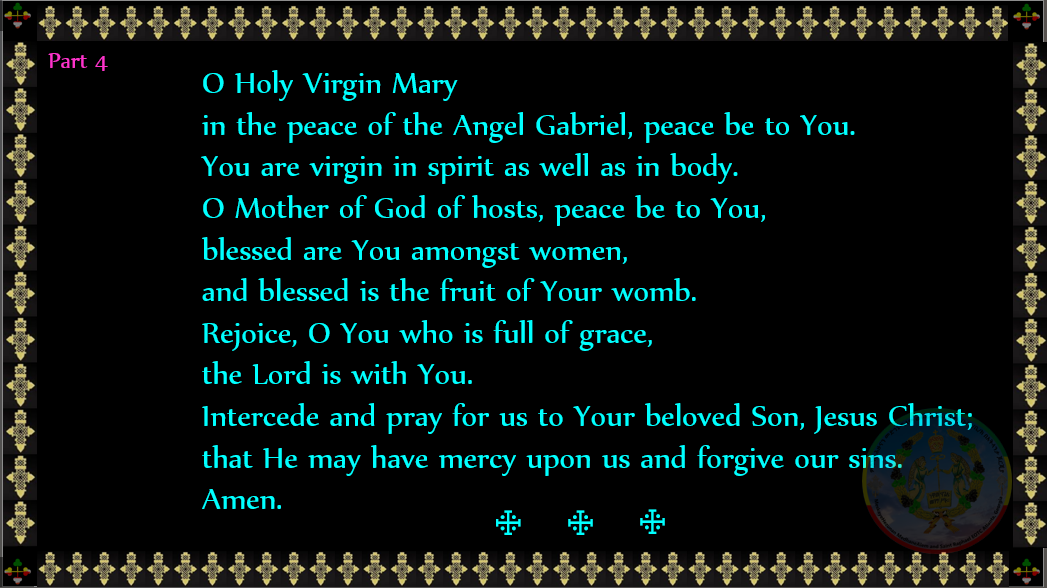 Part 4
O Holy Virgin Mary
in the peace of the Angel Gabriel, peace be to You.
You are virgin in spirit as well as in body.
O Mother of God of hosts, peace be to You,
blessed are You amongst women,
and blessed is the fruit of Your womb.
Rejoice, O You who is full of grace,
the Lord is with You.
Intercede and pray for us to Your beloved Son, Jesus Christ;
that He may have mercy upon us and forgive our sins.
Amen.